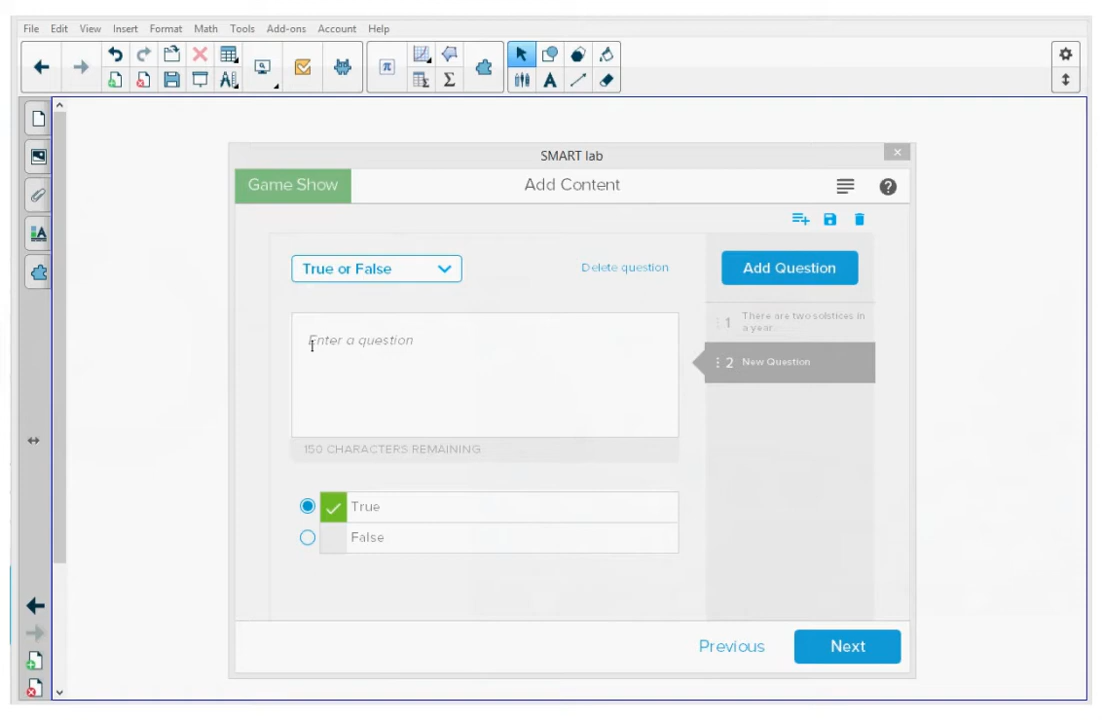 File Edit View Insert Format Math Tools Add-ons Account Help
SMART lab
Game Show
Add Content
True or False
Delete question
Add Question
Enter a question
1 There are two solstices in
a year.
2 New Question
150 CHARACTERS REMAINING
True
False
Previous
Next